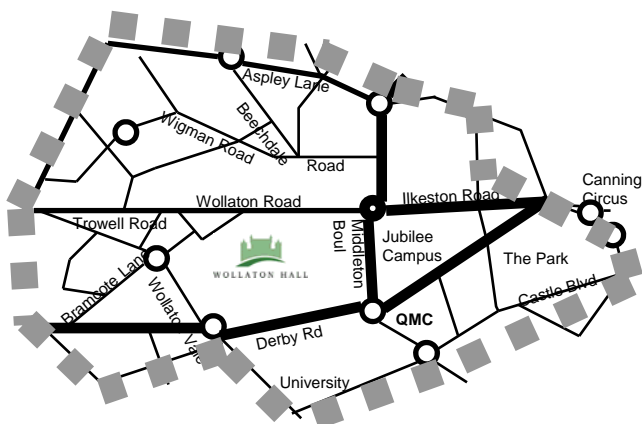 Aspley Lane
Beechdale
Wigman Road
Road
Canning
Circus
Wollaton Road
Ilkeston Road
Trowell Road
Middleton
Boul
Jubilee
Campus
The Park
WOLLATON HALL
Bramcote Lane
Wollaton Vale
Castle Blvd
QMC
Derby Rd
University